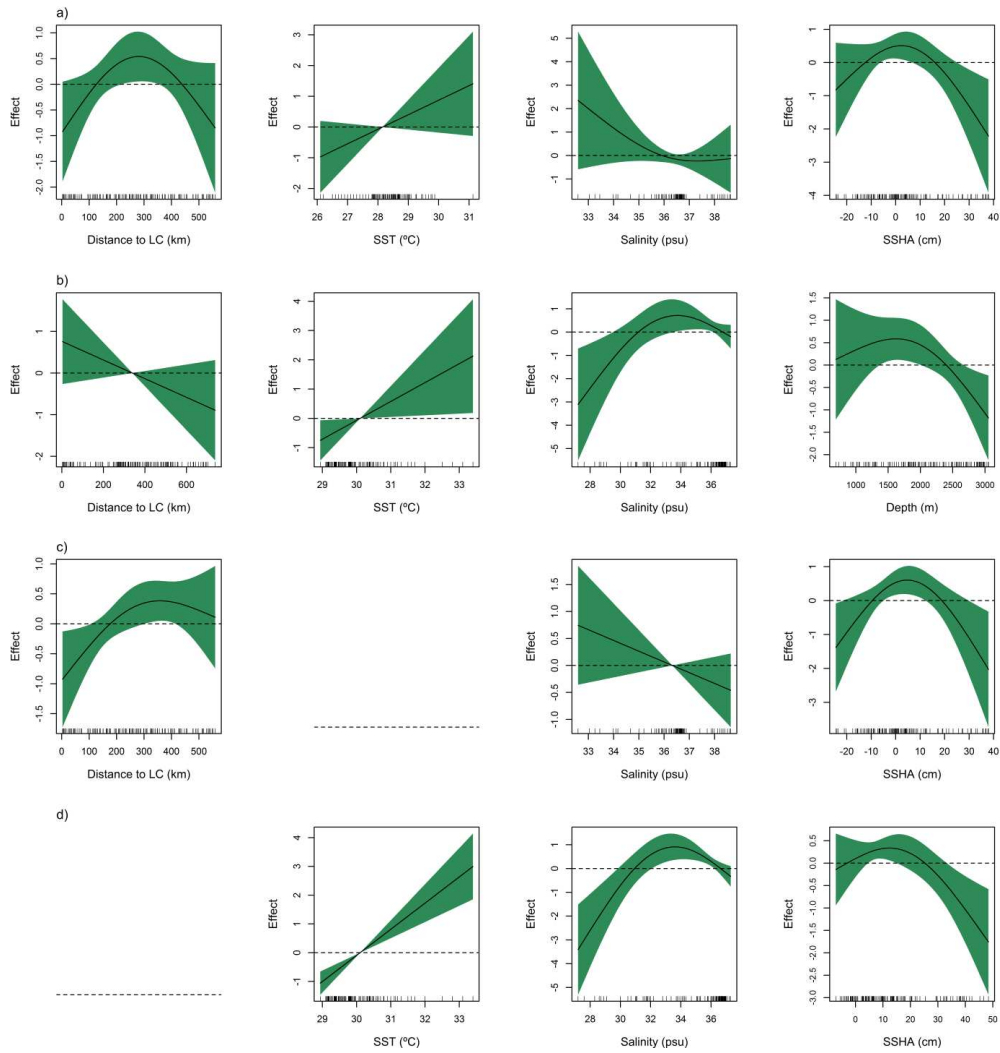 a)
Effect
1.0
0.5
0.0
-0.5
-1.0
-1.5
-2.0
0 100 200 300 400 500
Distance to LC (km)
Effect
3
2
1
0
-1
-2
26 27 28 29 30 31
SST (ºC)
Effect
5
4
3
2
1
0
-1
33 34 35 36 37 38
Salinity (psu)
Effect
1
0
-1
-2
-3
-4
-20 -10 0 10 20 30 40
SSHA (cm)
b)
Effect
1
0
-1
-2
0 200 400 600
Distance to LC (km)
Effect
4
3
2
1
0
-1
29 30 31 32 33
SST (ºC)
Effect
1
0
-1
-2
-3
-4
-5
28 30 32 34 36
Salinity (psu)
Effect
1.5
1.0
0.5
0.0
-0.5
-1.0
-1.5
-2.0
1000 1500 2000 2500 3000
Depth (m)
c)
Effect
1.0
0.5
0.0
-0.5
-1.0
-1.5
0 100 200 300 400 500
Distance to LC (km)
Effect
1.5
1.0
0.5
0.0
-0.5
-1.0
33 34 35 36 37 38
Salinity (psu)
Effect
1
0
-1
-2
-3
-20 -10 0 10 20 30 40
SSHA (cm)
d)
Effect
4
3
2
1
0
-1
29 30 31 32 33
SST (ºC)
Effect
1
0
-1
-2
-3
-4
-5
28 30 32 34 36
Salinity (psu)
Effect
0.5
0.0
-0.5
-1.0
-1.5
-2.0
-2.5
-3.0
0 10 20 30 40 50
SSHA (cm)